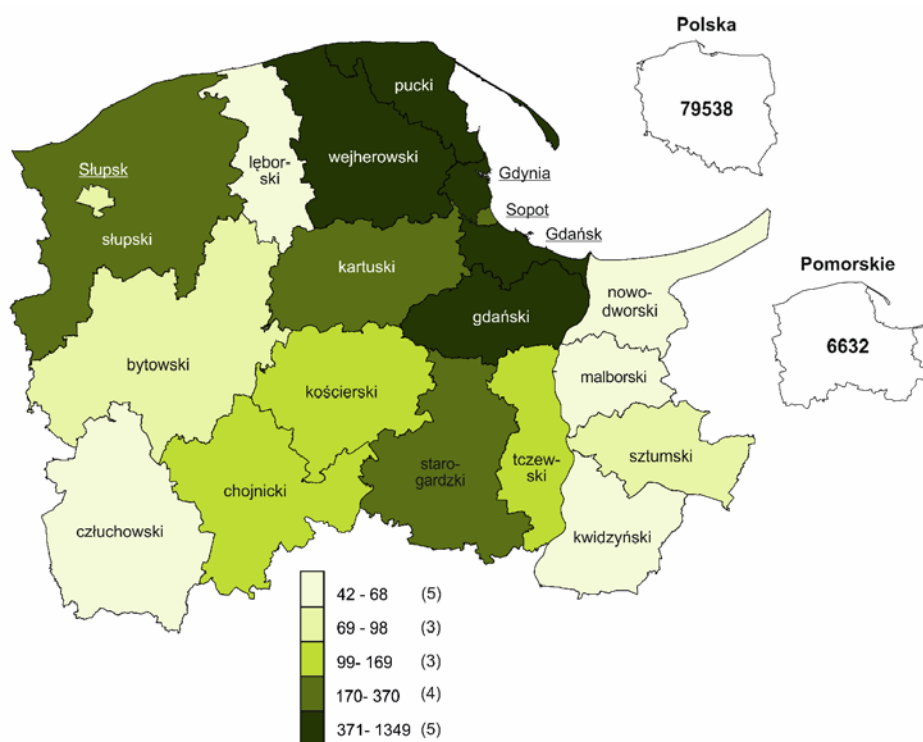 Polska
79538
pucki
wejherowski
lębor-
ski
Słupsk
Gdynia
Sopot
Gdańsk
słupski
kartuski
Pomorskie
6632
nowo-
dworski
gdański
bytowski
malborski
kościerski
staro-
gardzki
tczew-
ski
sztumski
chojnicki
człuchowski
kwidzyński
42 - 68 (5)
69 - 98 (3)
99- 169 (3)
170- 370 (4)
371- 1349 (5)